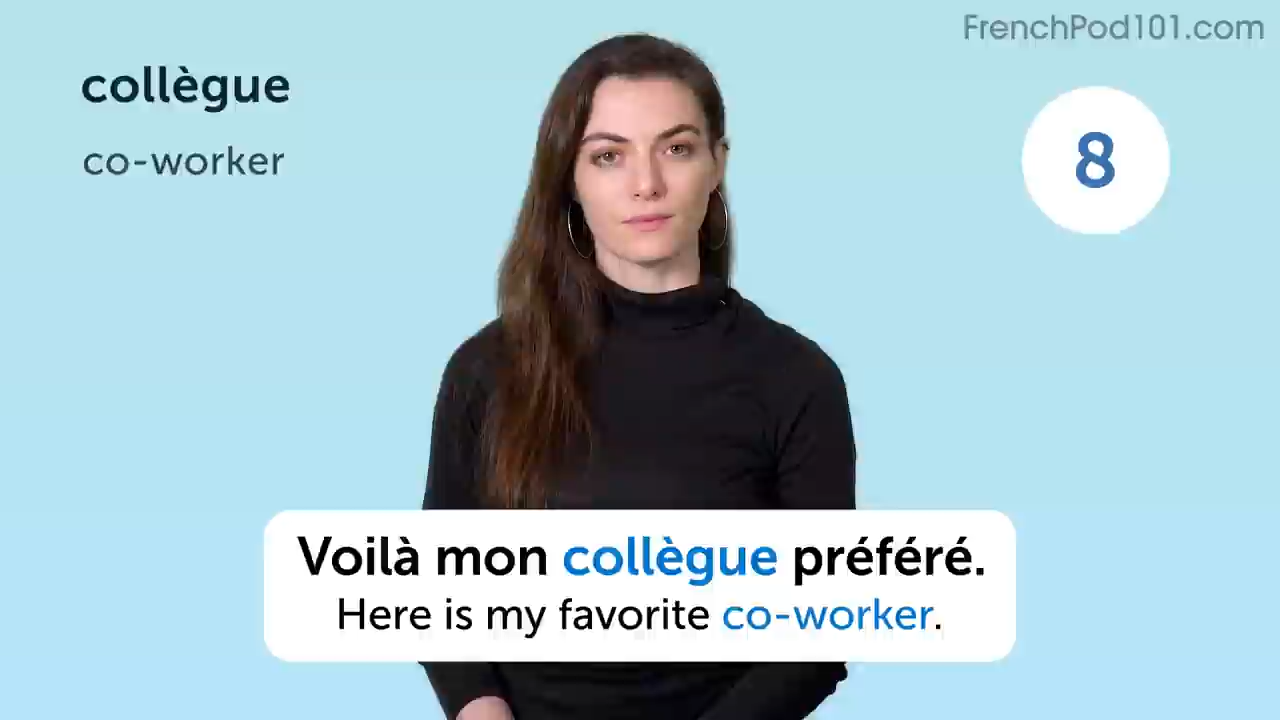 FrenchPod101.com
collègue
co-worker
8
Voilà mon collègue préféré.
Here is my favorite co-worker.